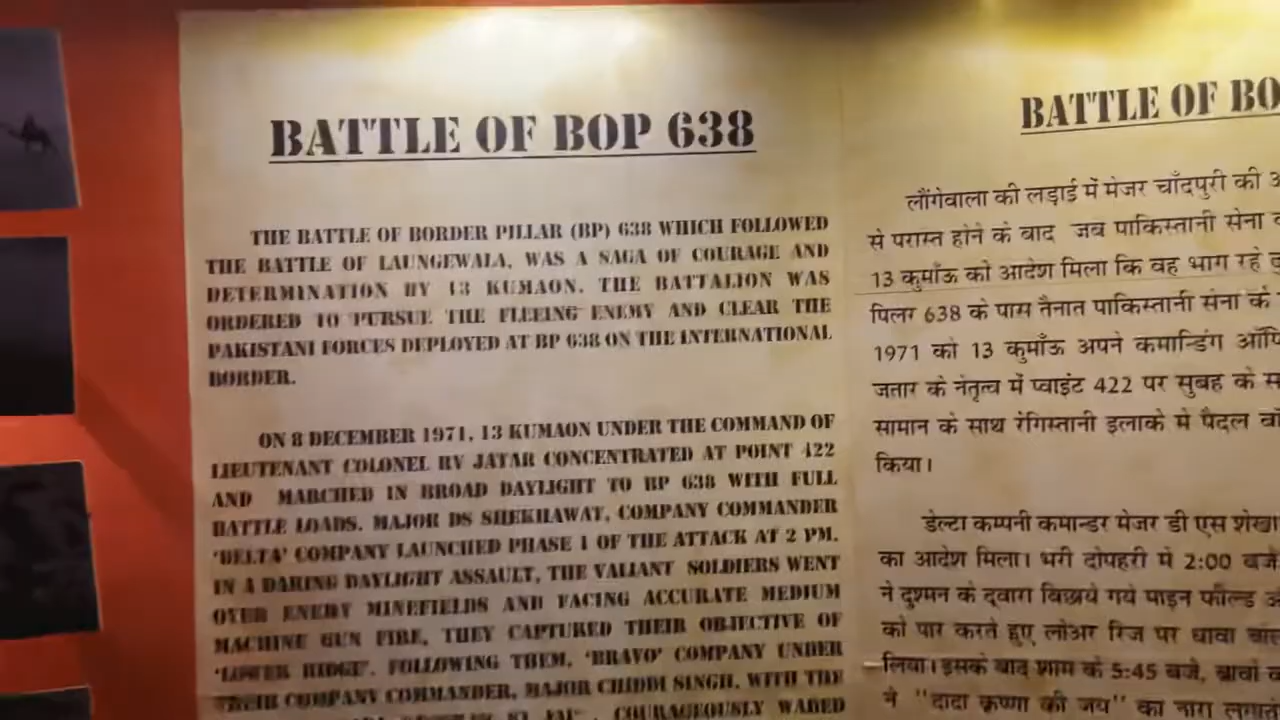 BATTLE OF BOP 638
THE BATTLE OF BORDER PILLAR (BP) 638 WHICH FOLLOWED
THE BATTLE OF LAUNGEWALA, WAS A SAGA OF COURAGE AND
DETERMINATION BY 13 KUMAON. THE BATTALION WAS
ORDERED TO PURSUE THE FLEEING ENEMY AND CLEAR THE
PAKISTANI FORCES DEPLOYED AT BP 638 ON THE INTERNATIONAL
BORDER.
ON 8 DECEMBER 1971, 13 KUMAON UNDER THE COMMAND OF
LIEUTENANT COLONEL RV JATAR CONCENTRATED AT POINT 422
AND MARCHED IN BROAD DAYLIGHT TO BP 638 WITH FULL
BATTLE LOADS. MAJOR DS SHEKHAWAT, COMPANY COMMANDER
'DELTA' COMPANY LAUNCHED PHASE 1 OF THE ATTACK AT 2 PM.
IN A DARING DAYLIGHT ASSAULT, THE VALIANT SOLDIERS WENT
OVER ENEMY MINEFIELDS AND FACING ACCURATE MEDIUM
MACHINE GUN FIRE, THEY CAPTURED THEIR OBJECTIVE OF
'LOWER RIDGE'. FOLLOWING THEM, 'BRAVO' COMPANY UNDER
THEIR COMPANY COMMANDER, MAJOR CHIDDI SINGH, WITH THE
COURAGEOUSLY WADED
BATTLE OF BO
लौंगेवाला की लड़ाई में मेजर चाँदपुरी की
से परास्त होने के बाद जब पाकिस्तानी सेना
13 कुमाँऊ को आदेश मिला कि वह भाग रहे
पिलर 638 के पास तैनात पाकिस्तानी सेना के
1971 को 13 कुमाँऊ अपने कमान्डिंग
जतार के नेतृत्व में प्वाइंट 422 पर सुबह के
सामान के साथ रेगिस्तानी इलाके में पैदल
किया।
डेल्टा कम्पनी कमान्डर मेजर डी एस शेखा
का आदेश मिला। भरी दोपहरी में 2:00 बजे
ने दुश्मन के द्वारा बिछाये गये माइन फील्ड
को पार करते हुए लोअर रिज पर धावा
लिया। इसके बाद शाम के 5:45 बजे, ब्रावो
ने "दादा कृष्णा की जय" का नारा लगाते